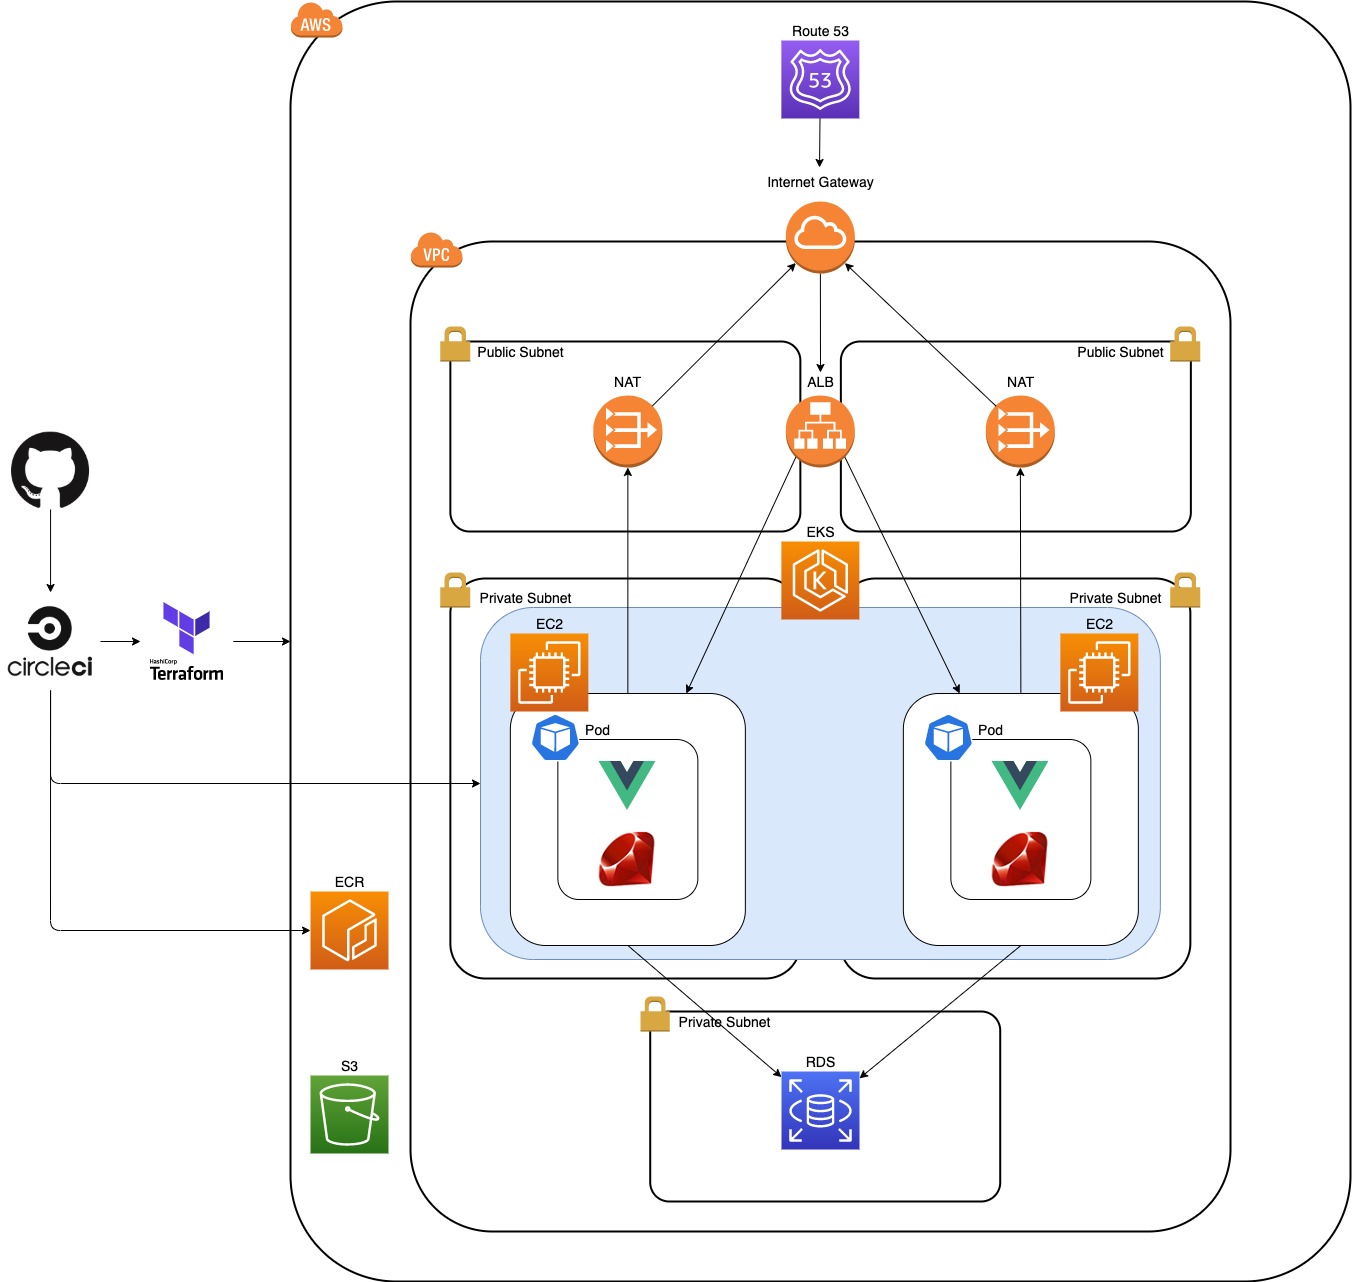 AWS
Route 53
53
Internet Gateway
VPC
Public Subnet
Public Subnet
NAT
ALB
NAT
EKS
K
Private Subnet
Private Subnet
EC2
EC2
circleci
HashiCorp
Terraform
Pod
Pod
ECR
Private Subnet
S3
RDS